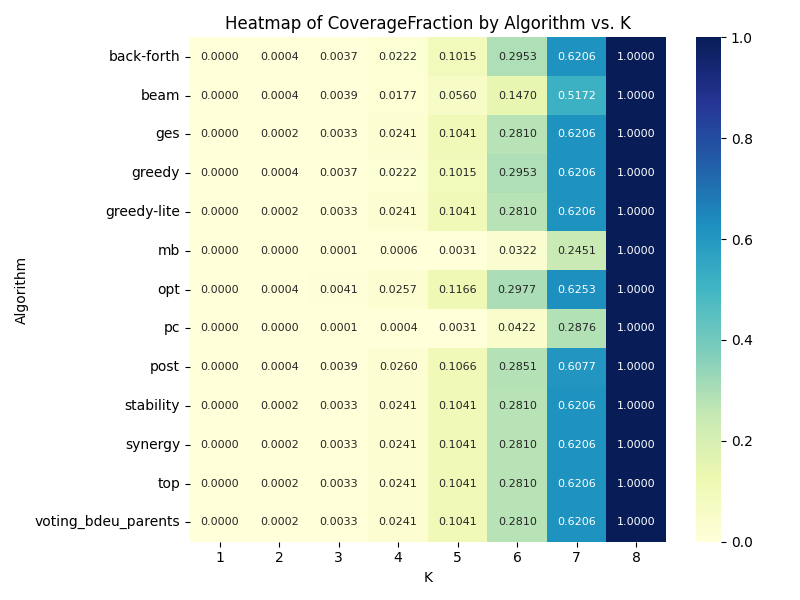 Heatmap of CoverageFraction by Algorithm vs. K
Algorithm
back-forth 0.0000 0.0004 0.0037 0.0222 0.1015 0.2953 0.6206 1.0000
beam 0.0000 0.0004 0.0039 0.0177 0.0560 0.1470 0.5172 1.0000
ges 0.0000 0.0002 0.0033 0.0241 0.1041 0.2810 0.6206 1.0000
greedy 0.0000 0.0004 0.0037 0.0222 0.1015 0.2953 0.6206 1.0000
greedy-lite 0.0000 0.0002 0.0033 0.0241 0.1041 0.2810 0.6206 1.0000
mb 0.0000 0.0000 0.0001 0.0006 0.0031 0.0322 0.2451 1.0000
opt 0.0000 0.0004 0.0041 0.0257 0.1166 0.2977 0.6253 1.0000
pc 0.0000 0.0000 0.0001 0.0004 0.0031 0.0422 0.2876 1.0000
post 0.0000 0.0004 0.0039 0.0260 0.1066 0.2851 0.6077 1.0000
stability 0.0000 0.0002 0.0033 0.0241 0.1041 0.2810 0.6206 1.0000
synergy 0.0000 0.0002 0.0033 0.0241 0.1041 0.2810 0.6206 1.0000
top 0.0000 0.0002 0.0033 0.0241 0.1041 0.2810 0.6206 1.0000
voting_bdeu_parents 0.0000 0.0002 0.0033 0.0241 0.1041 0.2810 0.6206 1.0000
1 2 3 4 5 6 7 8
K
1.0
0.8
0.6
0.4
0.2
0.0